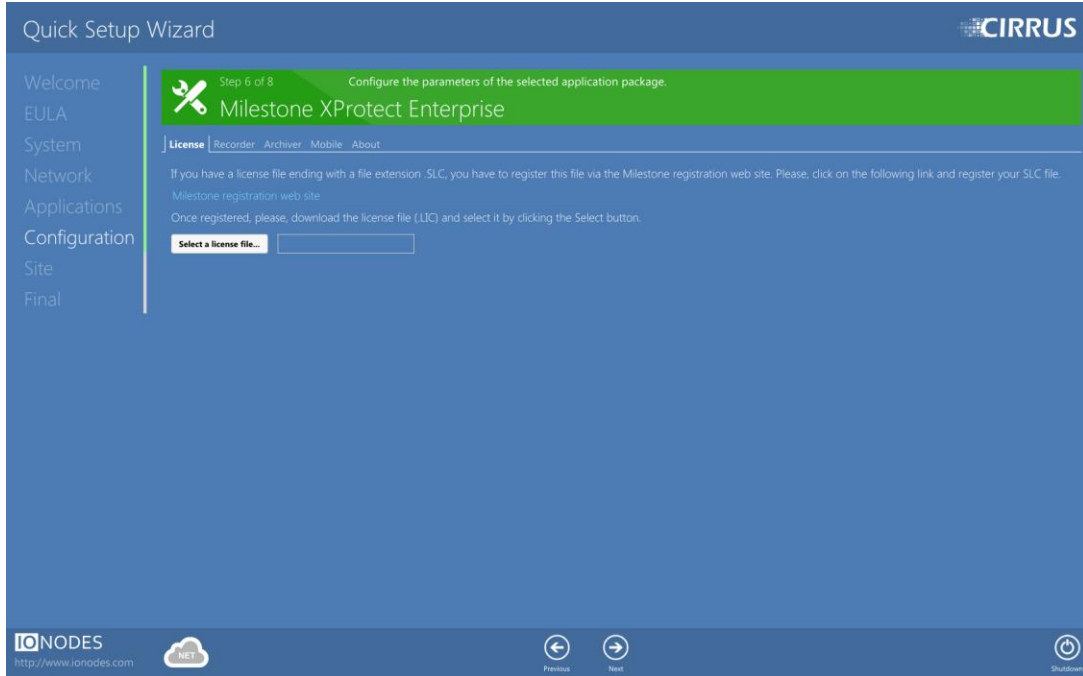 Quick Setup Wizard
CIRRUS
Welcome
EULA
System
Network
Applications
Configuration
Site
Final
Step 6 of 8
Configure the parameters of the selected application package.
Milestone XProtect Enterprise
License Recorder Archiver Mobile About
If you have a license file ending with a file extension .SLC, you have to register this file via the Milestone registration web site. Please, click on the following link and register your SLC file.
Milestone registration web site
Once registered, please, download the license file (.LIC) and select it by clicking the Select button.
Select a license file...
IONODES
http://www.ionodes.com
NET
Previous
Next
Shutdown